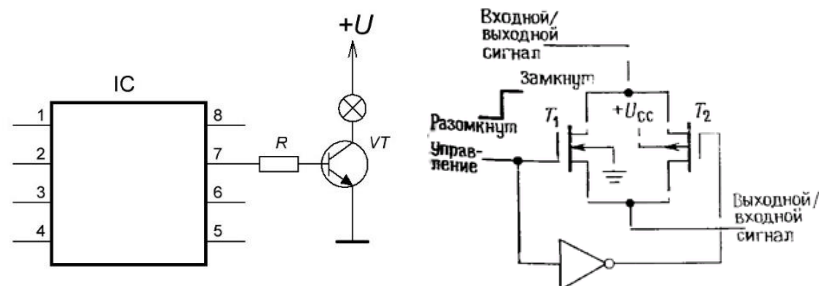 +U
IC
1
2
3
4
8
7
6
5
R
VT
Входной/
выходной
сигнал
Замкнут
Разомкнут
Управ-
ление
T₁
+U_CC
T₂
Выходной/
входной
сигнал